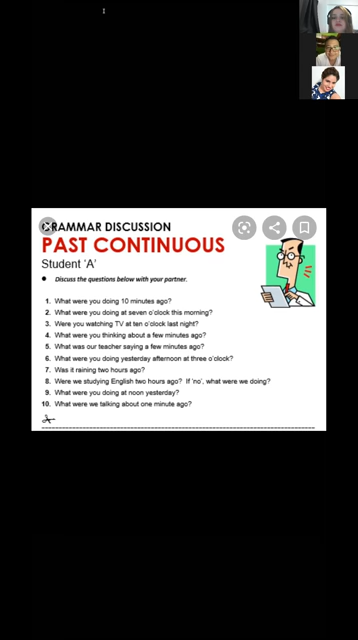 GRAMMAR DISCUSSION
PAST CONTINUOUS
Student 'A'
● Discuss the questions below with your partner.
1. What were you doing 10 minutes ago?
2. What were you doing at seven o'clock this morning?
3. Were you watching TV at ten o'clock last night?
4. What were you thinking about a few minutes ago?
5. What was our teacher saying a few minutes ago?
6. What were you doing yesterday afternoon at three o'clock?
7. Was it raining two hours ago?
8. Were we studying English two hours ago? If 'no', what were we doing?
9. What were you doing at noon yesterday?
10. What were we talking about one minute ago?